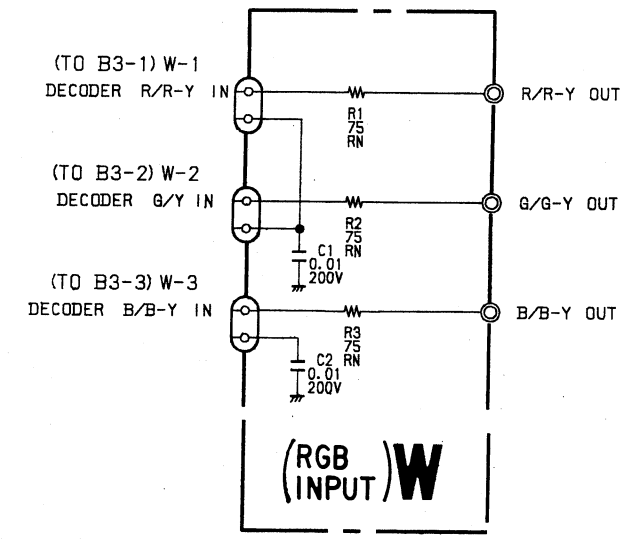 (TO B3-1) W-1
DECODER R/R-Y IN
R1
75
RN
R/R-Y OUT
(TO B3-2) W-2
DECODER G/Y IN
R2
75
RN
G/G-Y OUT
C1
0.01
200V
(TO B3-3) W-3
DECODER B/B-Y IN
R3
75
RN
B/B-Y OUT
C2
0.01
200V
(RGB
INPUT) W